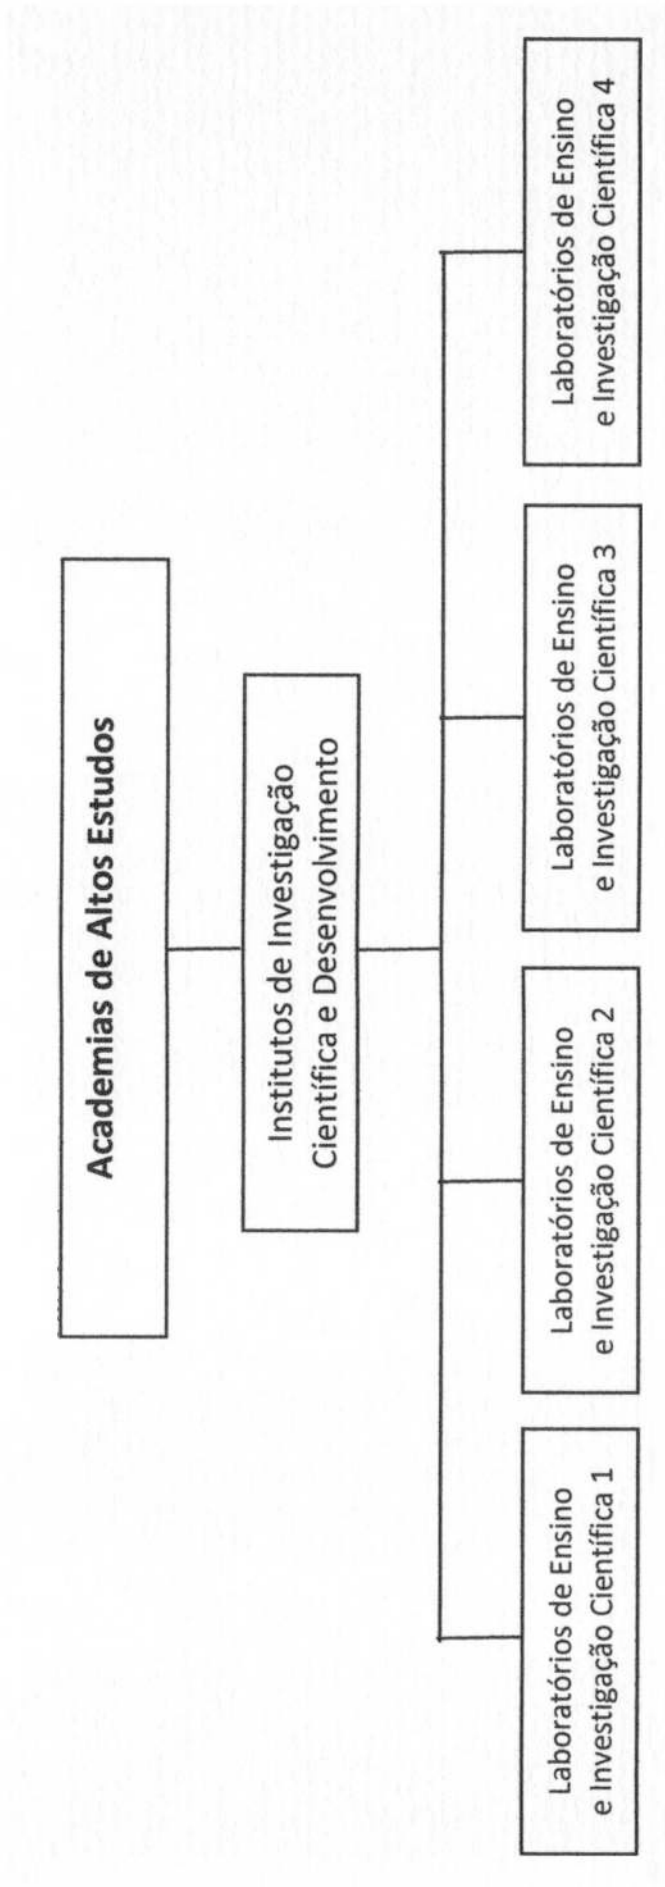 Academias de Altos Estudos
Institutos de Investigação
Científica e Desenvolvimento
Laboratórios de Ensino
e Investigação Científica 1
Laboratórios de Ensino
e Investigação Científica 2
Laboratórios de Ensino
e Investigação Científica 3
Laboratórios de Ensino
e Investigação Científica 4